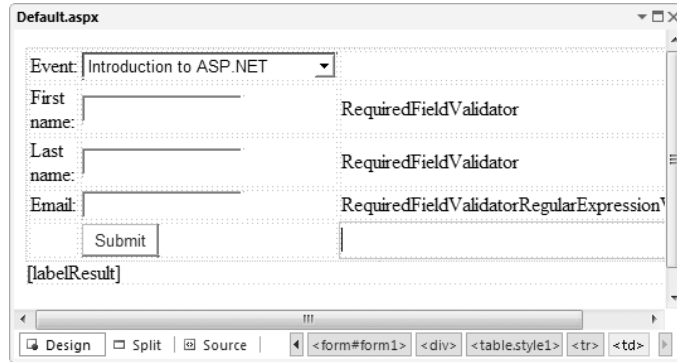 Default.aspx
Event: Introduction to ASP.NET
First
name: RequiredFieldValidator
Last
name: RequiredFieldValidator
Email: RequiredFieldValidatorRegularExpressionV
Submit
[labelResult]
Design Split Source <form#form1> <div> <table.style1> <tr> <td>